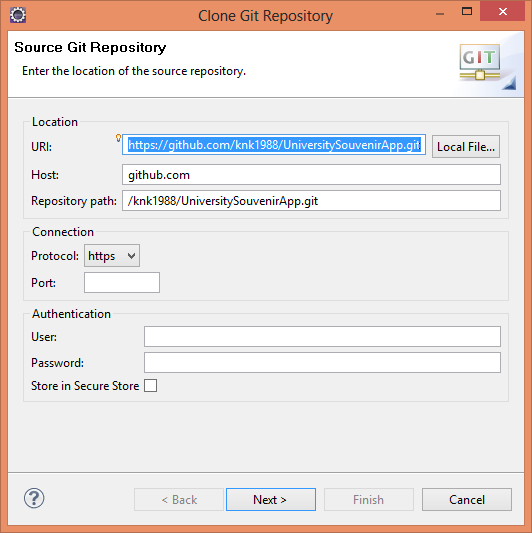 Clone Git Repository
Source Git Repository
Enter the location of the source repository.
GIT
Location
URI: https://github.com/knk1988/UniversitySouvenirApp.git Local File...
Host: github.com
Repository path: /knk1988/UniversitySouvenirApp.git
Connection
Protocol: https
Port:
Authentication
User:
Password:
Store in Secure Store
? < Back Next > Finish Cancel